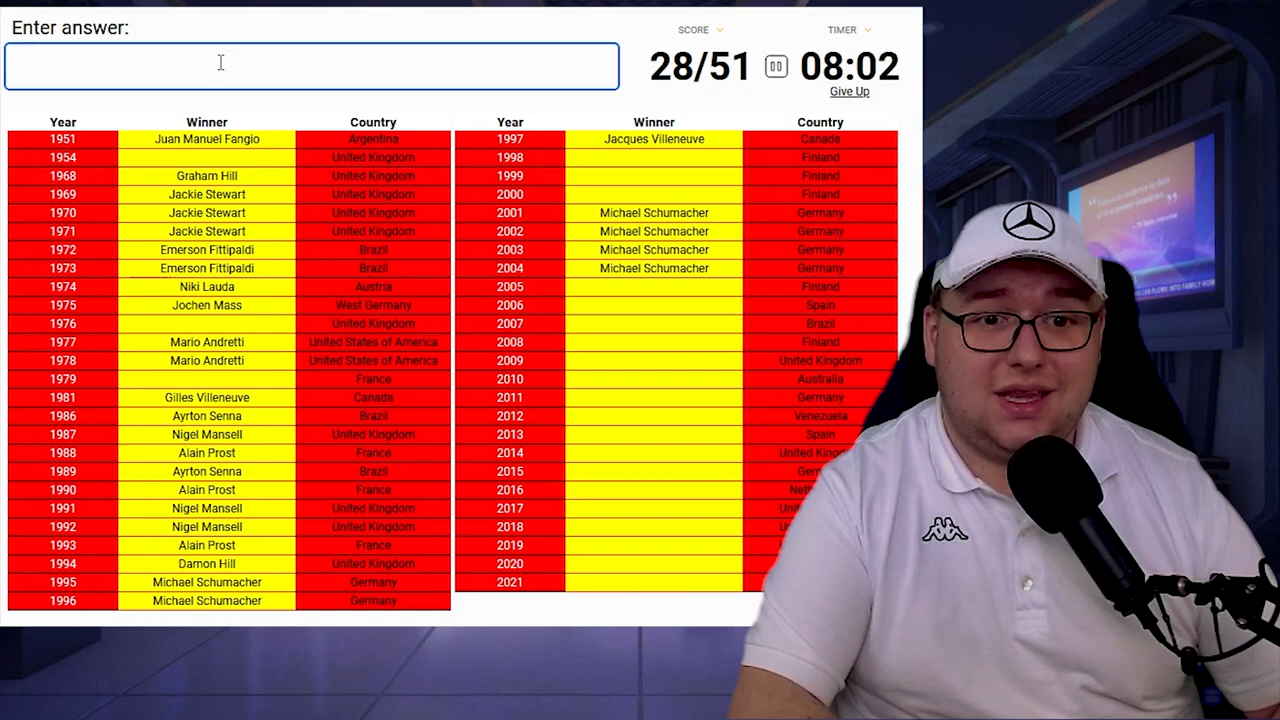 Enter answer:
SCORE
TIMER
28/51
08:02
Give Up
Year Winner Country
1951 Juan Manuel Fangio Argentina
1954 United Kingdom
1968 Graham Hill United Kingdom
1969 Jackie Stewart United Kingdom
1970 Jackie Stewart United Kingdom
1971 Jackie Stewart United Kingdom
1972 Emerson Fittipaldi Brazil
1973 Emerson Fittipaldi Brazil
1974 Niki Lauda Austria
1975 Jochen Mass West Germany
1976 United Kingdom
1977 Mario Andretti United States of America
1978 Mario Andretti United States of America
1979 France
1981 Gilles Villeneuve Canada
1986 Ayrton Senna Brazil
1987 Nigel Mansell United Kingdom
1988 Alain Prost France
1989 Ayrton Senna Brazil
1990 Alain Prost France
1991 Nigel Mansell United Kingdom
1992 Nigel Mansell United Kingdom
1993 Alain Prost France
1994 Damon Hill United Kingdom
1995 Michael Schumacher Germany
1996 Michael Schumacher Germany
Year Winner Country
1997 Jacques Villeneuve Canada
1998 Finland
1999 Finland
2000 Finland
2001 Michael Schumacher Germany
2002 Michael Schumacher Germany
2003 Michael Schumacher Germany
2004 Michael Schumacher Germany
2005 Finland
2006 Spain
2007 Brazil
2008 Finland
2009 United Kingdom
2010 Australia
2011 Germany
2012 Venezuela
2013 Spain
2014 United
2015
2016
2017
2018
2019
2020
2021